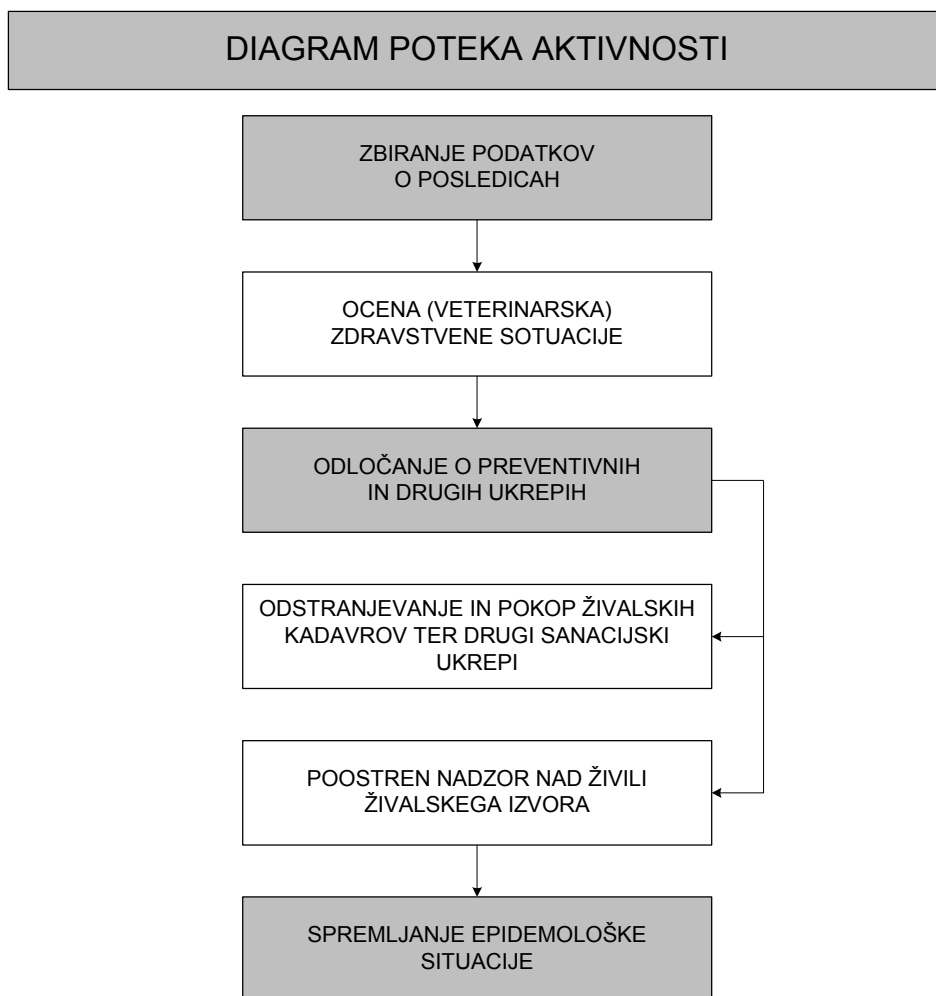 DIAGRAM POTEKA AKTIVNOSTI
ZBIRANJE PODATKOV
O POSLEDICAH
OCENA (VETERINARSKA)
ZDRAVSTVENE SOTUACIJE
ODLOČANJE O PREVENTIVNIH
IN DRUGIH UKREPIH
ODSTRANJEVANJE IN POKOP ŽIVALSKIH
KADAVROV TER DRUGI SANACIJSKI
UKREPI
POOSTREN NADZOR NAD ŽIVILI
ŽIVALSKEGA IZVORA
SPREMLJANJE EPIDEMOLOŠKE
SITUACIJE